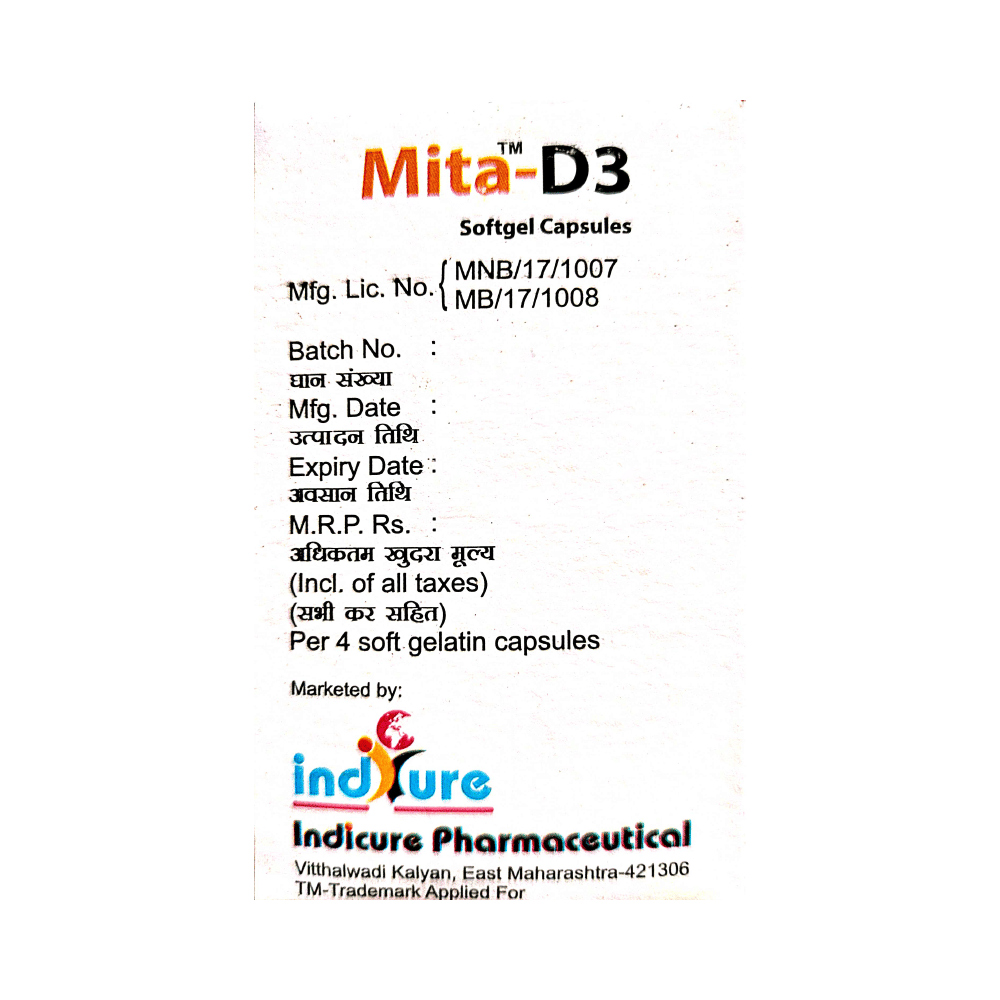 Mita™-D3
Softgel Capsules
Mfg. Lic. No. { MNB/17/1007
MB/17/1008
Batch No. :
घान संख्या
Mfg. Date :
उत्पादन तिथि
Expiry Date :
अवसान तिथि
M.R.P. Rs. :
अधिकतम खुदरा मूल्य
(Incl. of all taxes)
(सभी कर सहित)
Per 4 soft gelatin capsules
Marketed by:
indicure
Indicure Pharmaceutical
Vitthalwadi Kalyan, East Maharashtra-421306
TM-Trademark Applied For